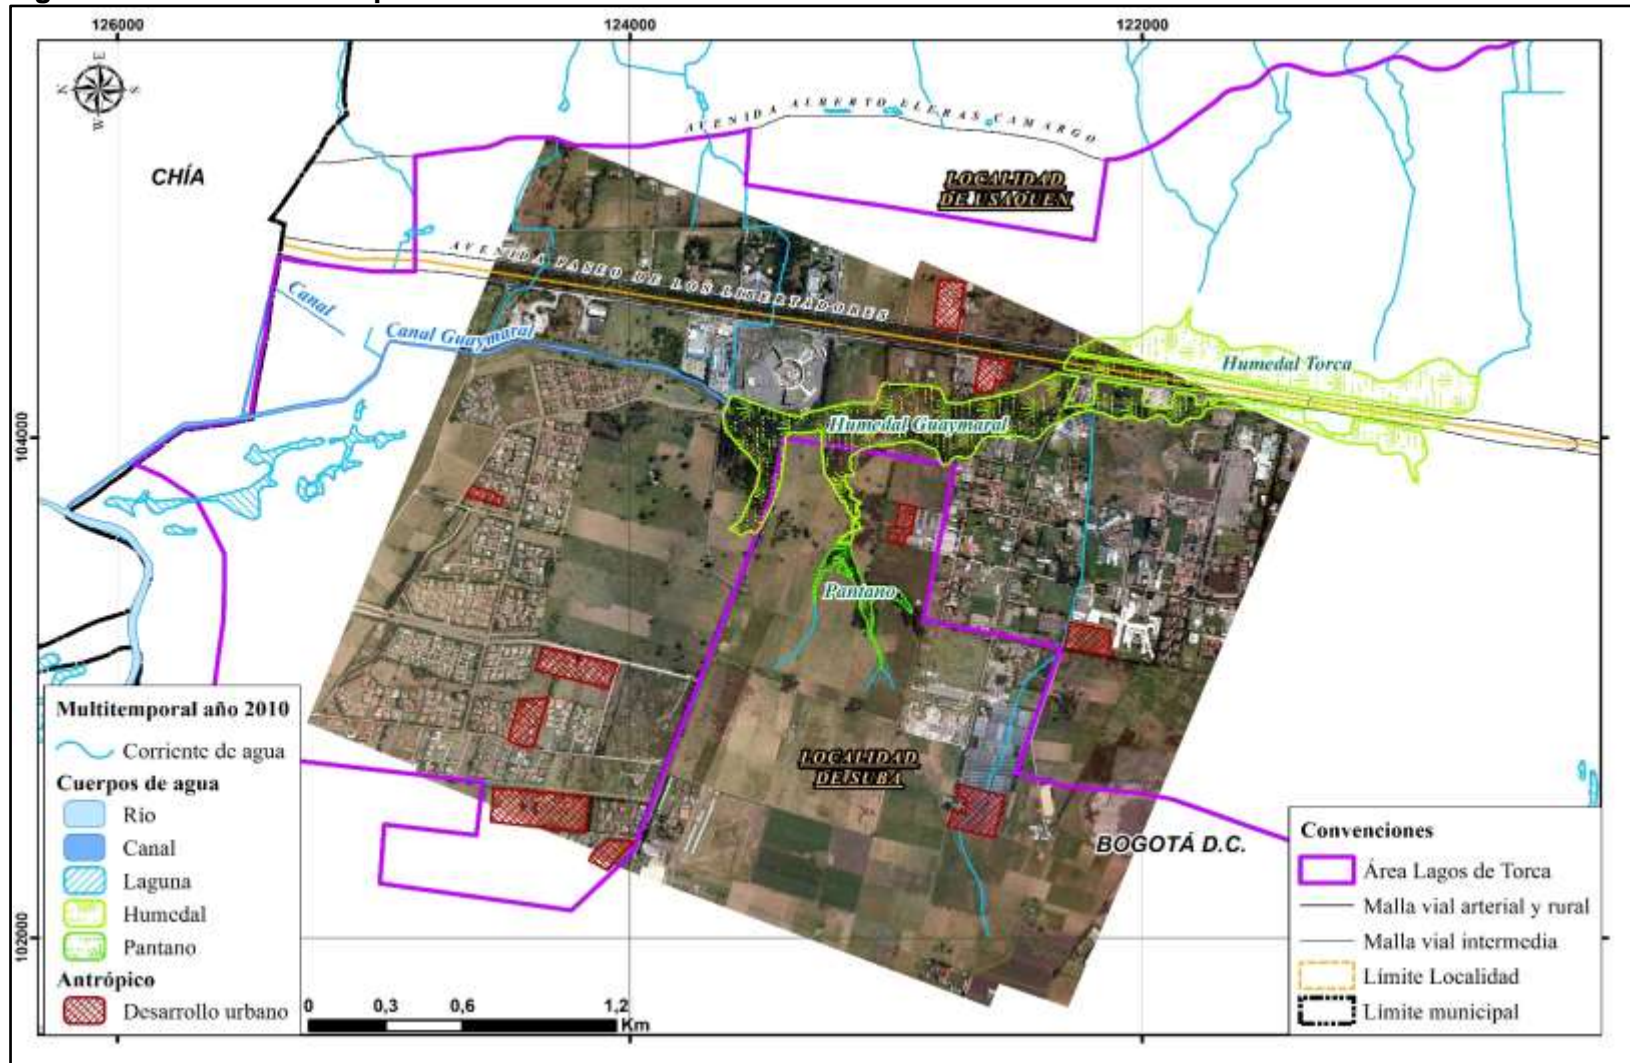 126000
124000
122000
E
N
S
W
CHÍA
AVENIDA ALBERTO LLERAS CAMARGO
LOCALIDAD
DE USAQUEN
AVENIDA PASEO DE LOS LIBERTADORES
Canal
Canal Guaymaral
Humedal Torca
Humedal Guaymaral
104000
Pantano
LOCALIDAD
DE SUBA
BOGOTÁ D.C.
102000
Multitemporal año 2010
Corriente de agua
Cuerpos de agua
Río
Canal
Laguna
Humedal
Pantano
Antrópico
Desarrollo urbano
0 0,3 0,6 1,2
Km
Convenciones
Área Lagos de Torca
Malla vial arterial y rural
Malla vial intermedia
Límite Localidad
Límite municipal